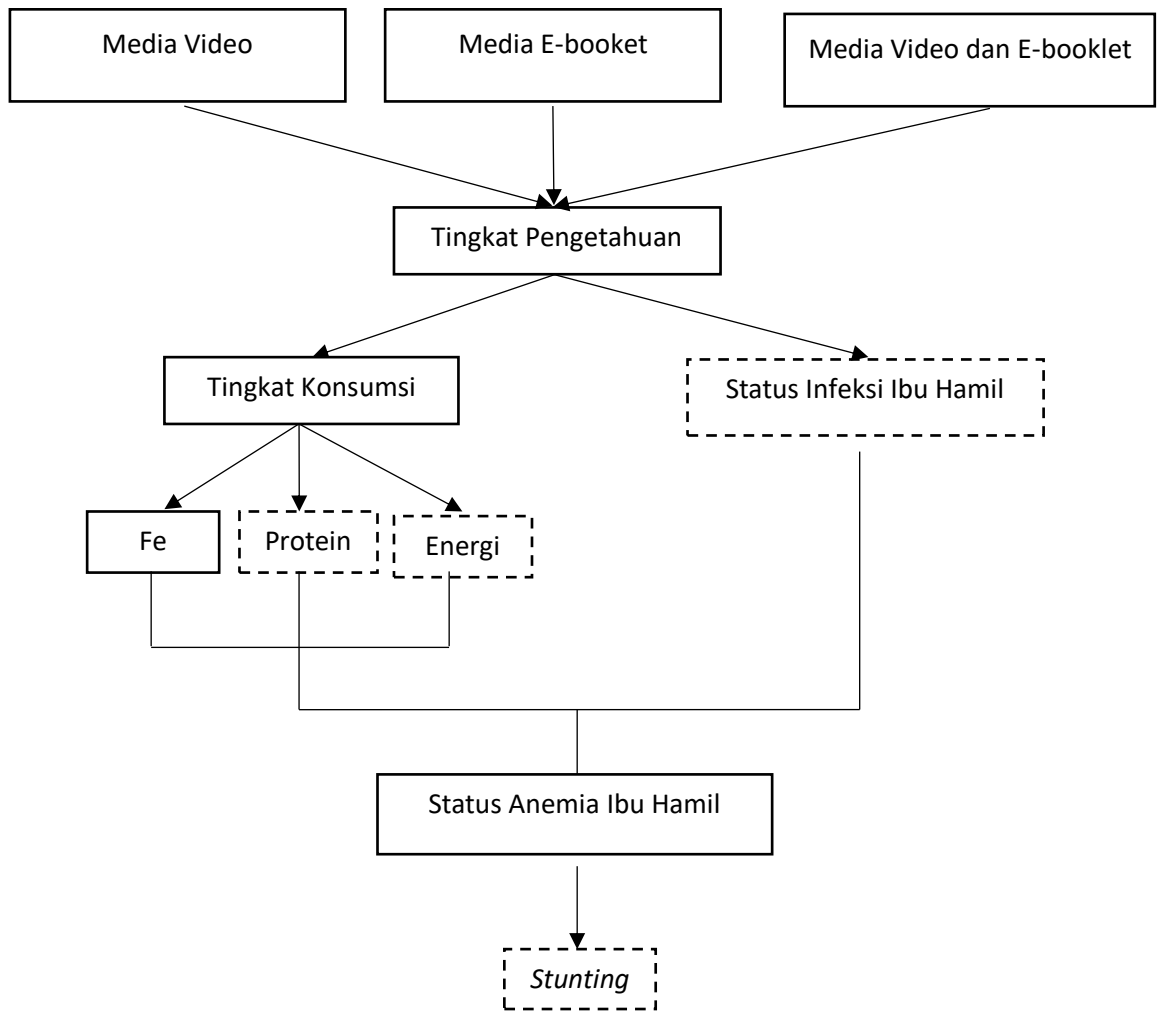 Media Video
Media E-booket
Media Video dan E-booklet
Tingkat Pengetahuan
Tingkat Konsumsi
Status Infeksi Ibu Hamil
Fe
Protein
Energi
Status Anemia Ibu Hamil
Stunting